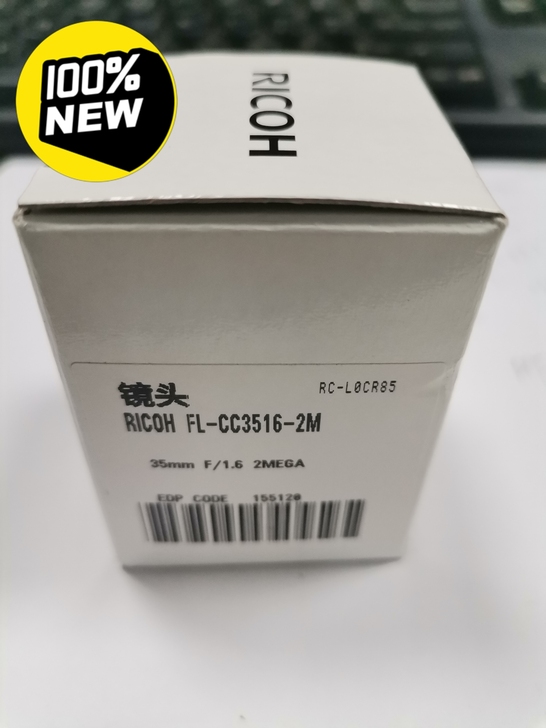 100%
NEW
RICOH
镜头
RC-L0CR85
RICOH FL-CC3516-2M
35mm F/1.6 2MEGA
EDP CODE 155120